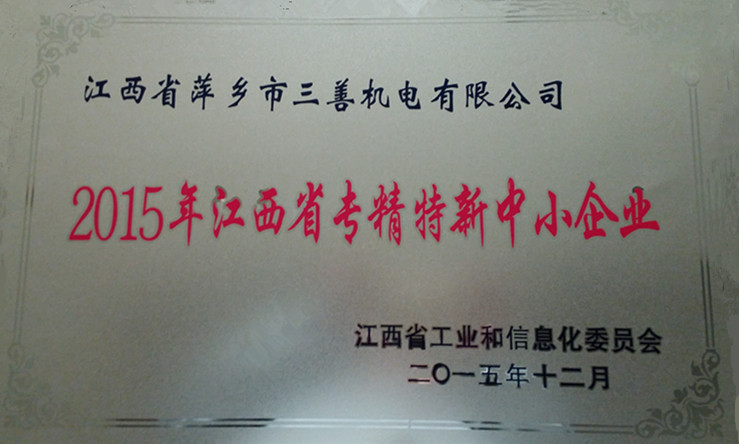 江西省萍乡市三善机电有限公司
2015年江西省专精特新中小企业
江西省工业和信息化委员会
二〇一五年十二月